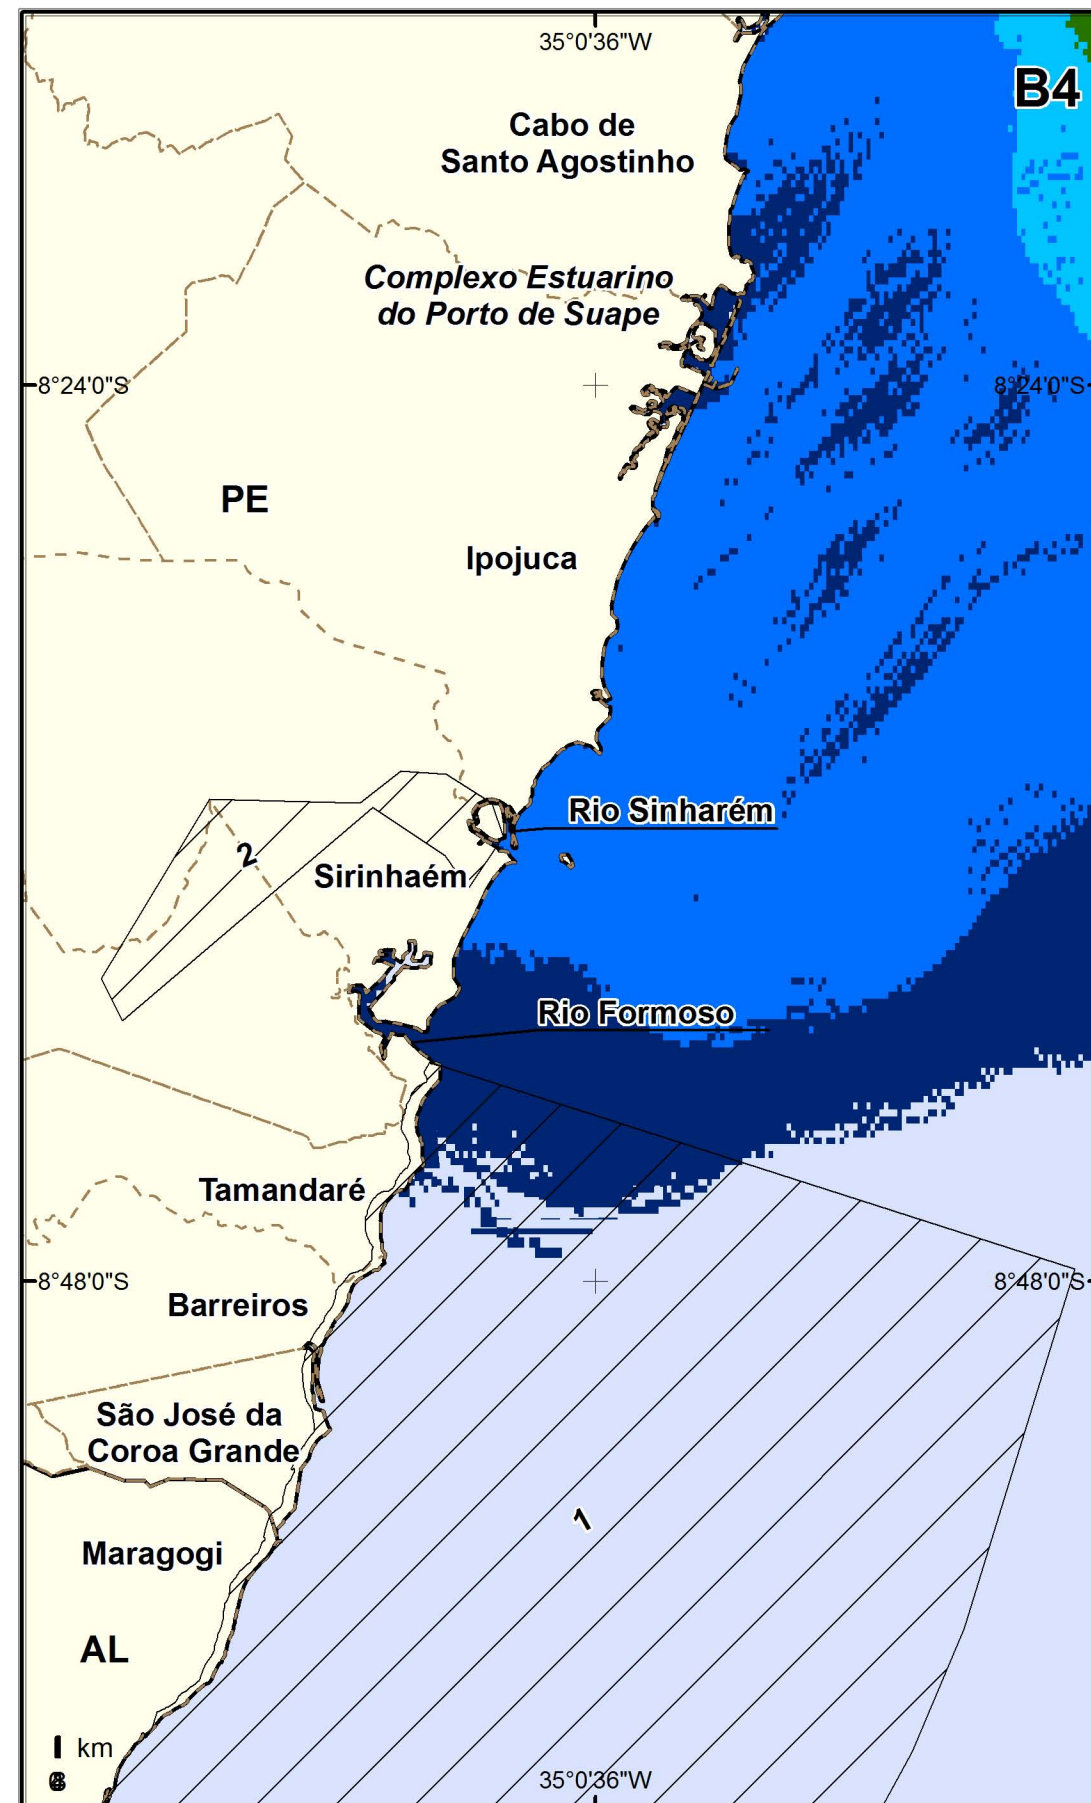 35°0'36"W
B4
Cabo de
Santo Agostinho
Complexo Estuarino
do Porto de Suape
8°24'0"S
8°24'0"S
PE
Ipojuca
Rio Sinharém
2
Sirinhaém
Rio Formoso
Tamandaré
8°48'0"S
8°48'0"S
Barreiros
São José da
Coroa Grande
1
Maragogi
AL
km
35°0'36"W